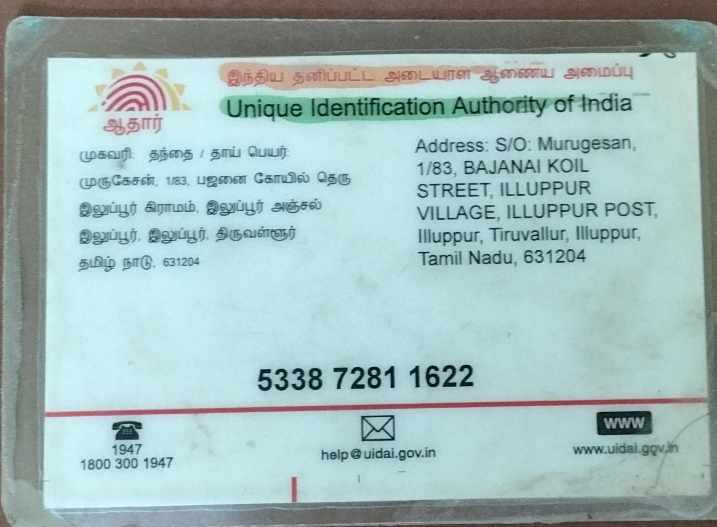 இந்திய தனிப்பட்ட அடையாள ஆணைய அமைப்பு
Unique Identification Authority of India
ஆதார்
முகவரி: தந்தை / தாய் பெயர்:
முருகேசன், 1/83, பஜனை கோயில் தெரு
இலுப்பூர் கிராமம், இலுப்பூர் அஞ்சல்
இலுப்பூர், இலுப்பூர், திருவள்ளூர்
தமிழ் நாடு, 631204
Address: S/O: Murugesan,
1/83, BAJANAI KOIL
STREET, ILLUPPUR
VILLAGE, ILLUPPUR POST,
Illuppur, Tiruvallur, Illuppur,
Tamil Nadu, 631204
5338 7281 1622
1947
1800 300 1947
help@uidai.gov.in
www
www.uidai.gov.in